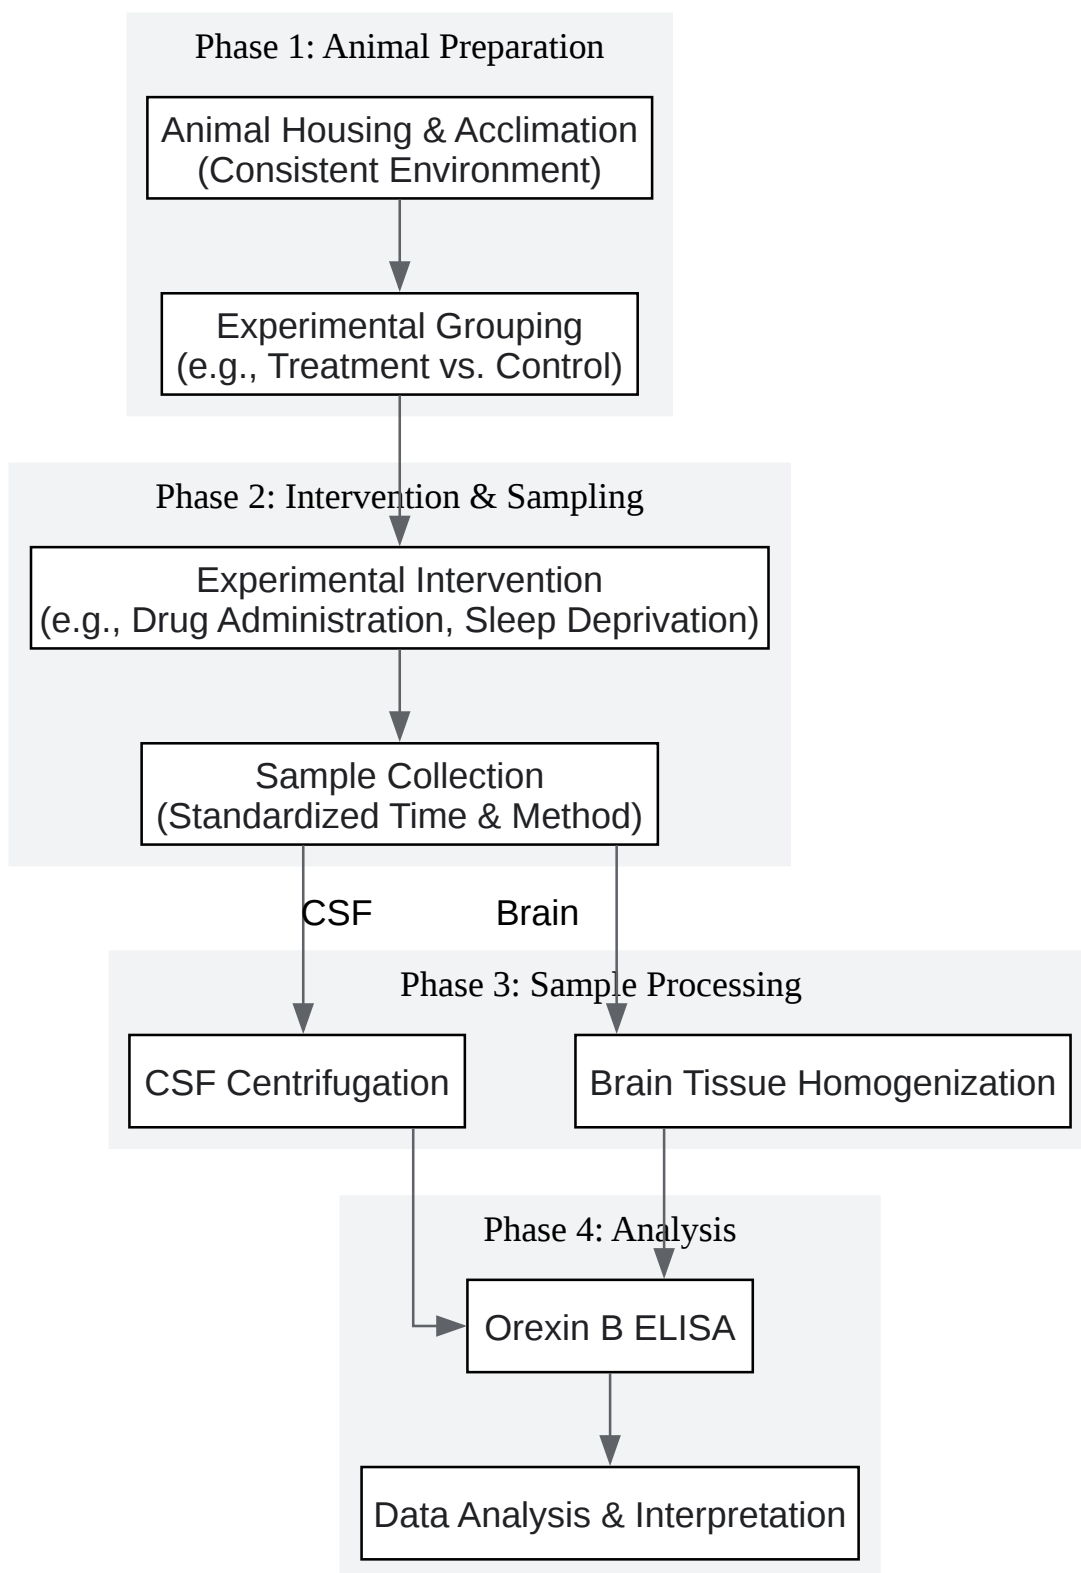 Phase 1: Animal Preparation
Animal Housing & Acclimation
(Consistent Environment)
Experimental Grouping
(e.g., Treatment vs. Control)
Phase 2: Intervention & Sampling
Experimental Intervention
(e.g., Drug Administration, Sleep Deprivation)
Sample Collection
(Standardized Time & Method)
CSF
Brain
Phase 3: Sample Processing
CSF Centrifugation
Brain Tissue Homogenization
Phase 4: Analysis
Orexin B ELISA
Data Analysis & Interpretation